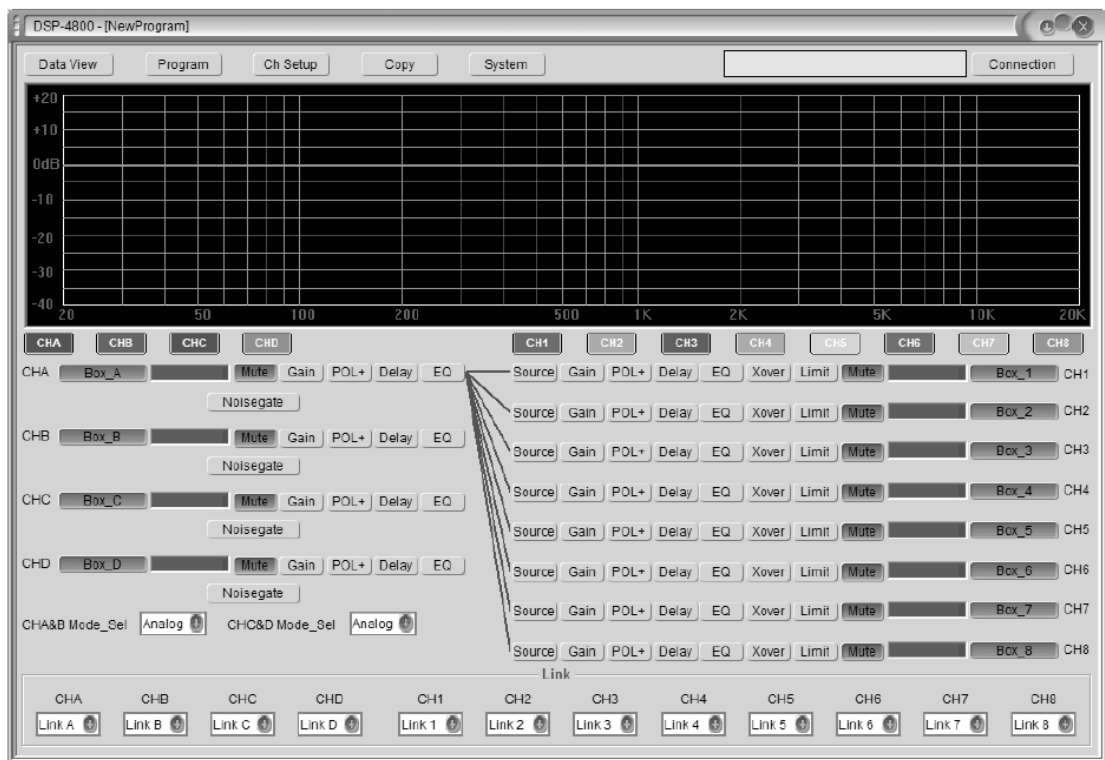 DSP-4800 - [NewProgram]
Data View Program Ch Setup Copy System Connection
+20
+10
0dB
-10
-20
-30
-40
20 50 100 200 500 1K 2K 5K 10K 20K
CHA CHB CHC CHD CH1 CH2 CH3 CH4 CH5 CH6 CH7 CH8
CHA Box_A Mute Gain POL+ Delay EQ Source Gain POL+ Delay EQ Xover Limit Mute Box_1 CH1
Noisegate
Source Gain POL+ Delay EQ Xover Limit Mute Box_2 CH2
CHB Box_B Mute Gain POL+ Delay EQ
Source Gain POL+ Delay EQ Xover Limit Mute Box_3 CH3
Noisegate
CHC Box_C Mute Gain POL+ Delay EQ Source Gain POL+ Delay EQ Xover Limit Mute Box_4 CH4
Noisegate Source Gain POL+ Delay EQ Xover Limit Mute Box_5 CH5
CHD Box_D Mute Gain POL+ Delay EQ Source Gain POL+ Delay EQ Xover Limit Mute Box_6 CH6
Noisegate
Source Gain POL+ Delay EQ Xover Limit Mute Box_7 CH7
CHA&B Mode_Sel Analog CHC&D Mode_Sel Analog
Source Gain POL+ Delay EQ Xover Limit Mute Box_8 CH8
Link
CHA CHB CHC CHD CH1 CH2 CH3 CH4 CH5 CH6 CH7 CH8
Link A Link B Link C Link D Link 1 Link 2 Link 3 Link 4 Link 5 Link 6 Link 7 Link 8